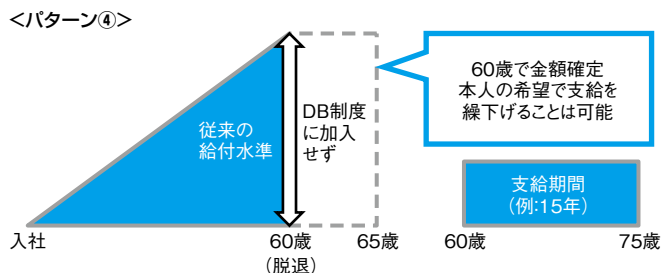 <パターン④>
60歳で金額確定
本人の希望で支給を
繰下げることは可能
従来の
給付水準
DB制度
に加入
せず
支給期間
(例:15年)
入社
60歳
(脱退)
65歳
60歳
75歳